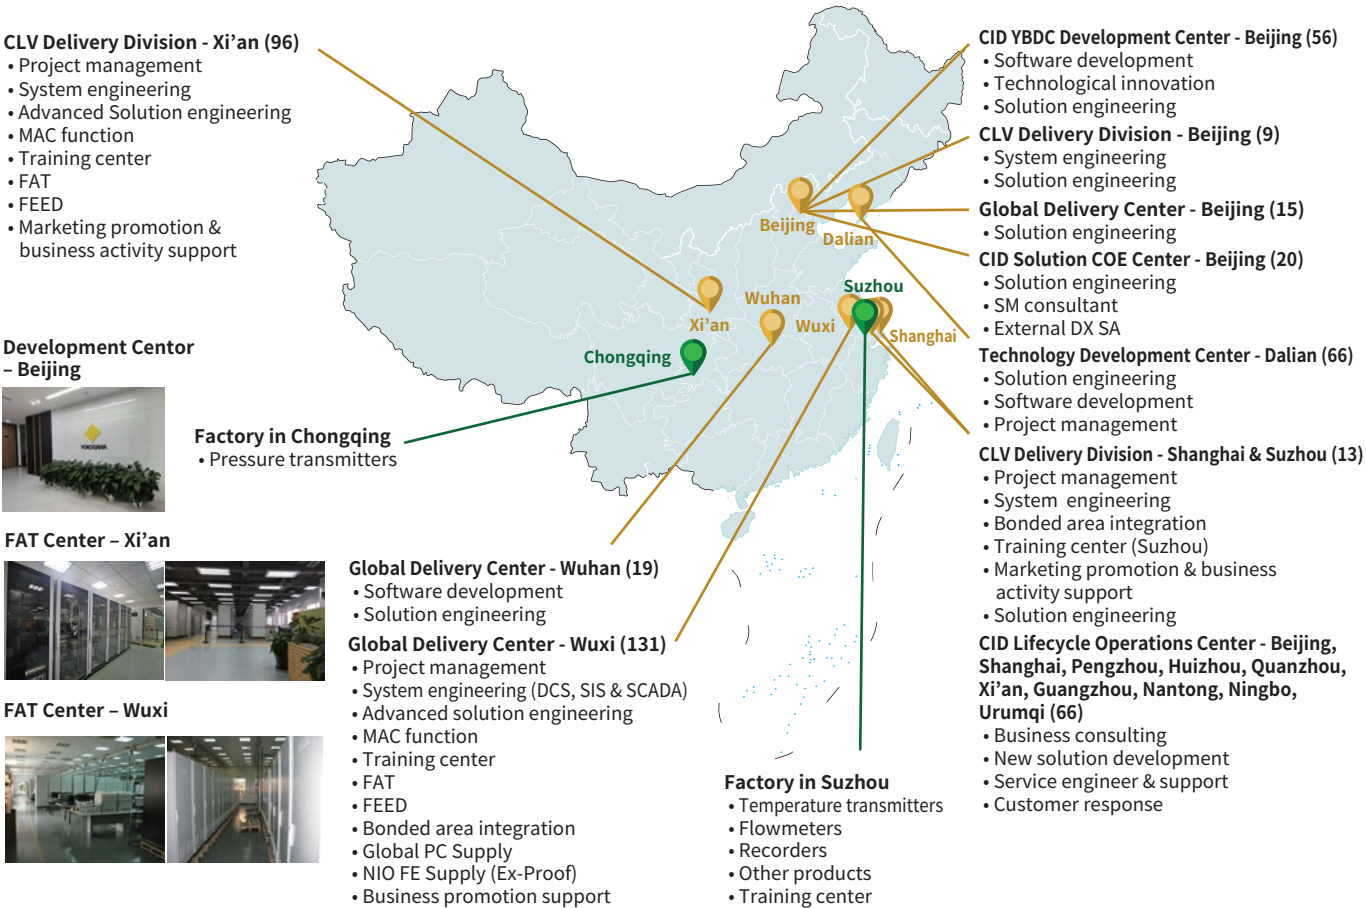 CLV Delivery Division - Xi’an (96)
• Project management
• System engineering
• Advanced Solution engineering
• MAC function
• Training center
• FAT
• FEED
• Marketing promotion &
business activity support
Development Centor
– Beijing
YOKOGAWA
FAT Center – Xi’an
FAT Center – Wuxi
Factory in Chongqing
• Pressure transmitters
Beijing
Dalian
Xi’an
Wuhan
Wuxi
Suzhou
Shanghai
Chongqing
Global Delivery Center - Wuhan (19)
• Software development
• Solution engineering
Global Delivery Center - Wuxi (131)
• Project management
• System engineering (DCS, SIS & SCADA)
• Advanced solution engineering
• MAC function
• Training center
• FAT
• FEED
• Bonded area integration
• Global PC Supply
• NIO FE Supply (Ex-Proof)
• Business promotion support
Factory in Suzhou
• Temperature transmitters
• Flowmeters
• Recorders
• Other products
• Training center
CID YBDC Development Center - Beijing (56)
• Software development
• Technological innovation
• Solution engineering
CLV Delivery Division - Beijing (9)
• System engineering
• Solution engineering
Global Delivery Center - Beijing (15)
• Solution engineering
CID Solution COE Center - Beijing (20)
• Solution engineering
• SM consultant
• External DX SA
Technology Development Center - Dalian (66)
• Solution engineering
• Software development
• Project management
CLV Delivery Division - Shanghai & Suzhou (13)
• Project management
• System engineering
• Bonded area integration
• Training center (Suzhou)
• Marketing promotion & business
activity support
• Solution engineering
CID Lifecycle Operations Center - Beijing,
Shanghai, Pengzhou, Huizhou, Quanzhou,
Xi’an, Guangzhou, Nantong, Ningbo,
Urumqi (66)
• Business consulting
• New solution development
• Service engineer & support
• Customer response